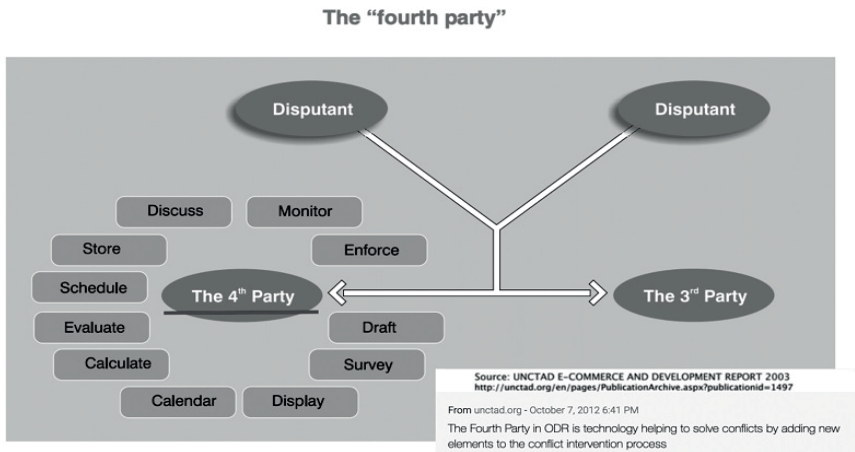 The “fourth party”
Disputant
Disputant
Discuss
Monitor
Store
Enforce
Schedule
The 4th Party
The 3rd Party
Evaluate
Draft
Calculate
Survey
Calendar
Display
Source: UNCTAD E-COMMERCE AND DEVELOPMENT REPORT 2003
http://unctad.org/en/pages/PublicationArchive.aspx?publicationid=1497
From unctad.org - October 7, 2012 6:41 PM
The Fourth Party in ODR is technology helping to solve conflicts by adding new
elements to the conflict intervention process